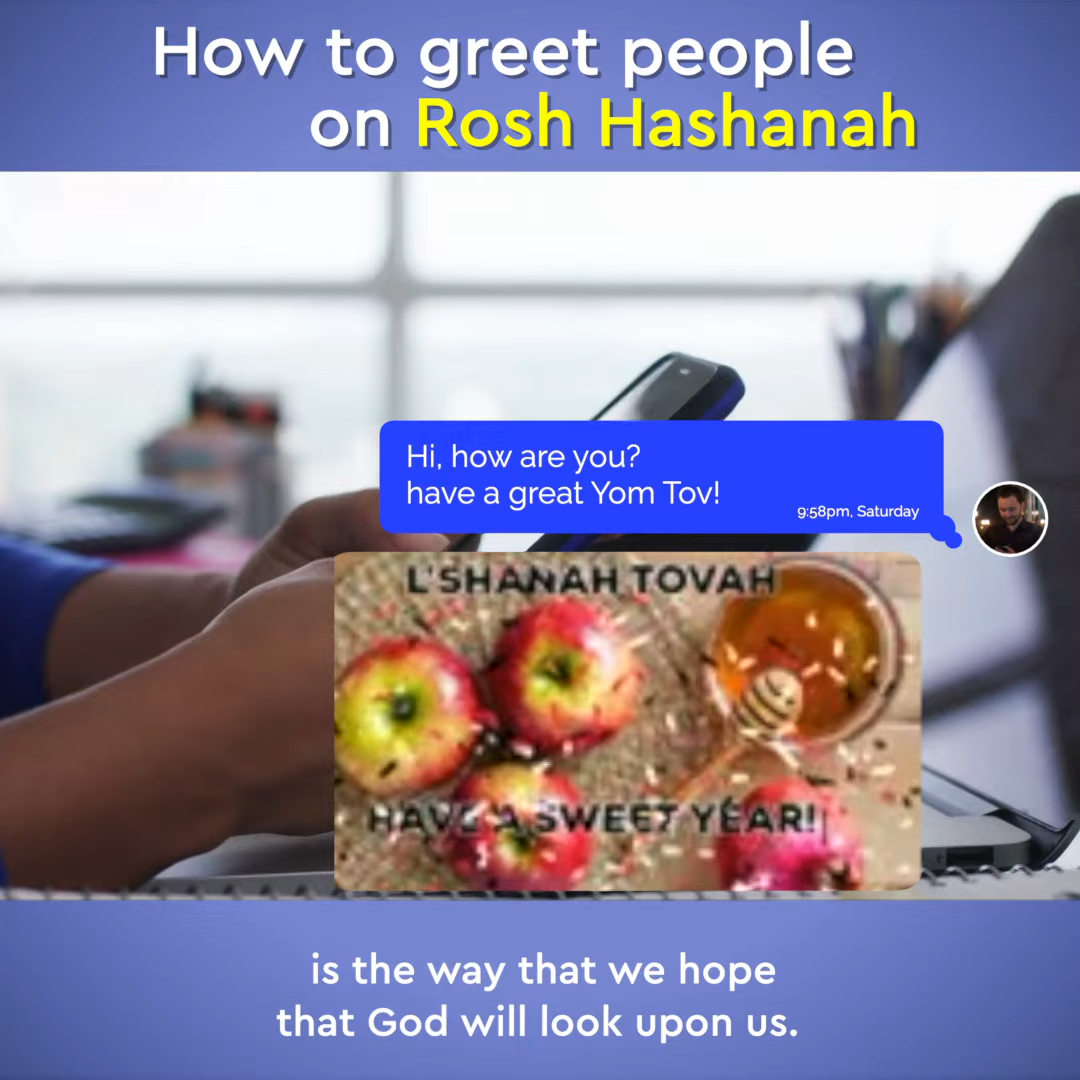 How to greet people
on Rosh Hashanah
Hi, how are you?
have a great Yom Tov!
9:58pm, Saturday
L'SHANAH TOVAH
HAVE A SWEET YEAR!
is the way that we hope
that God will look upon us.